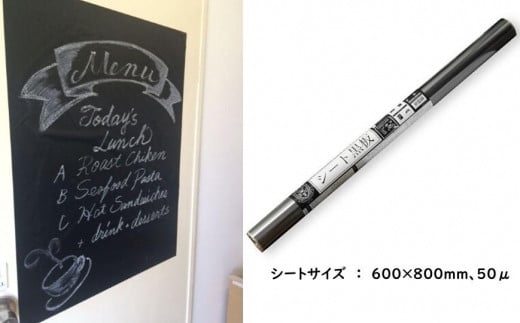 Menu
Today's
Lunch
A Roast Chiken
B Seafood Pasta
C Hot Sandwiches
+ drink + desserts
シート黒板
シートサイズ ： 600×800mm、50μ